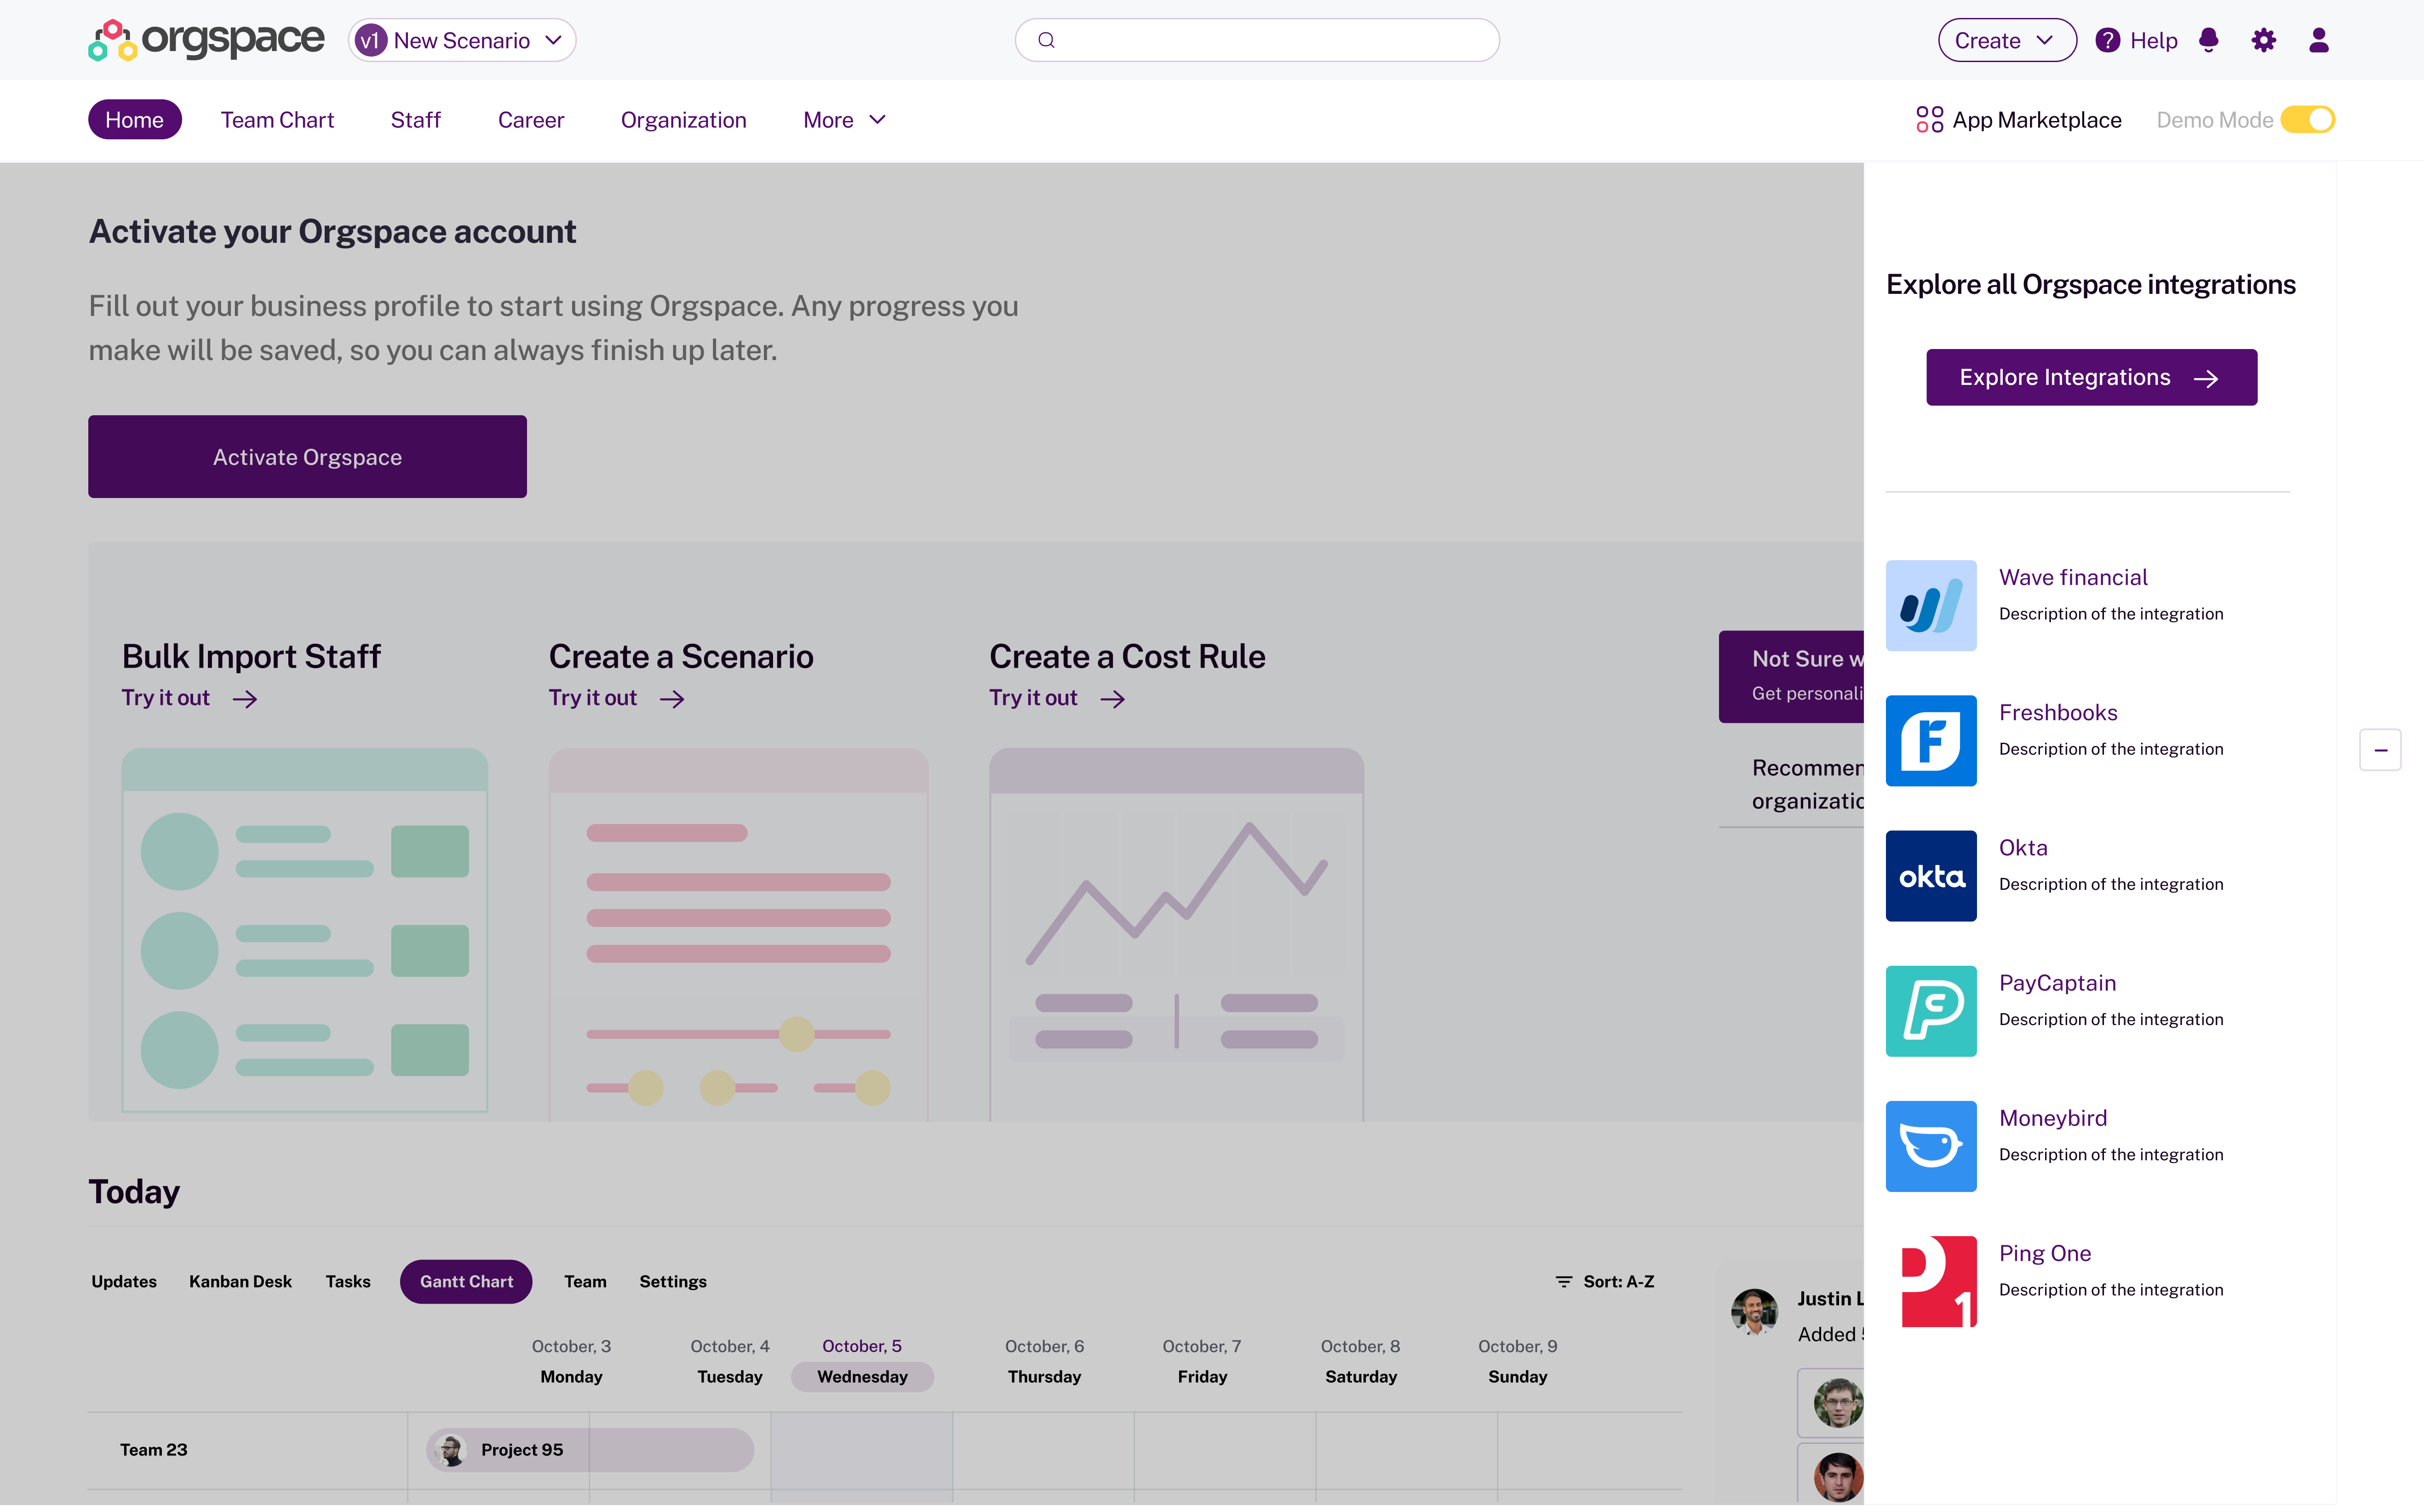 orgspace
v1 New Scenario
Create
? Help
Home
Team Chart
Staff
Career
Organization
More
App Marketplace
Demo Mode
Activate your Orgspace account
Fill out your business profile to start using Orgspace. Any progress you
make will be saved, so you can always finish up later.
Activate Orgspace
Bulk Import Staff
Try it out
Create a Scenario
Try it out
Create a Cost Rule
Try it out
Not Sure w
Get personali
Recommen
organizatio
Today
Updates
Kanban Desk
Tasks
Gantt Chart
Team
Settings
Sort: A-Z
October, 3
Monday
October, 4
Tuesday
October, 5
Wednesday
October, 6
Thursday
October, 7
Friday
October, 8
Saturday
October, 9
Sunday
Team 23
Project 95
Justin L
Added
Explore all Orgspace integrations
Explore Integrations
Wave financial
Description of the integration
Freshbooks
Description of the integration
okta
Okta
Description of the integration
PayCaptain
Description of the integration
Moneybird
Description of the integration
Ping One
Description of the integration